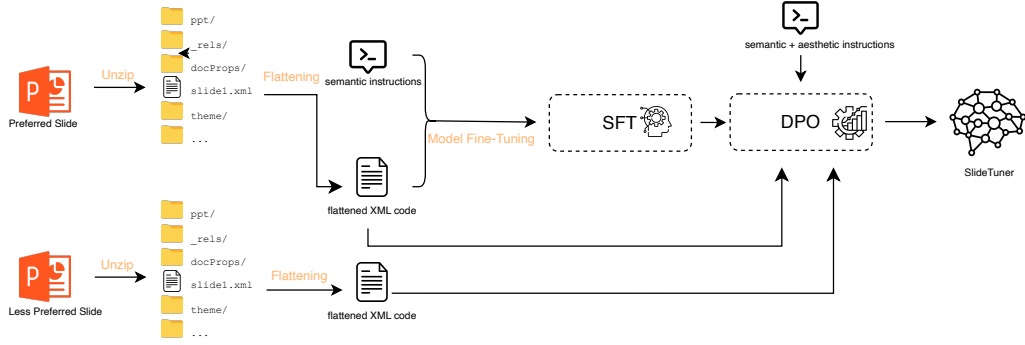 ppt/
_rels/
docProps/
slide1.xml
theme/
...
P
Preferred Slide
Unzip
Flattening
semantic instructions
flattened XML code
Model Fine-Tuning
SFT
semantic + aesthetic instructions
DPO
SlideTuner
ppt/
_rels/
docProps/
slide1.xml
theme/
...
P
Less Preferred Slide
Unzip
Flattening
flattened XML code